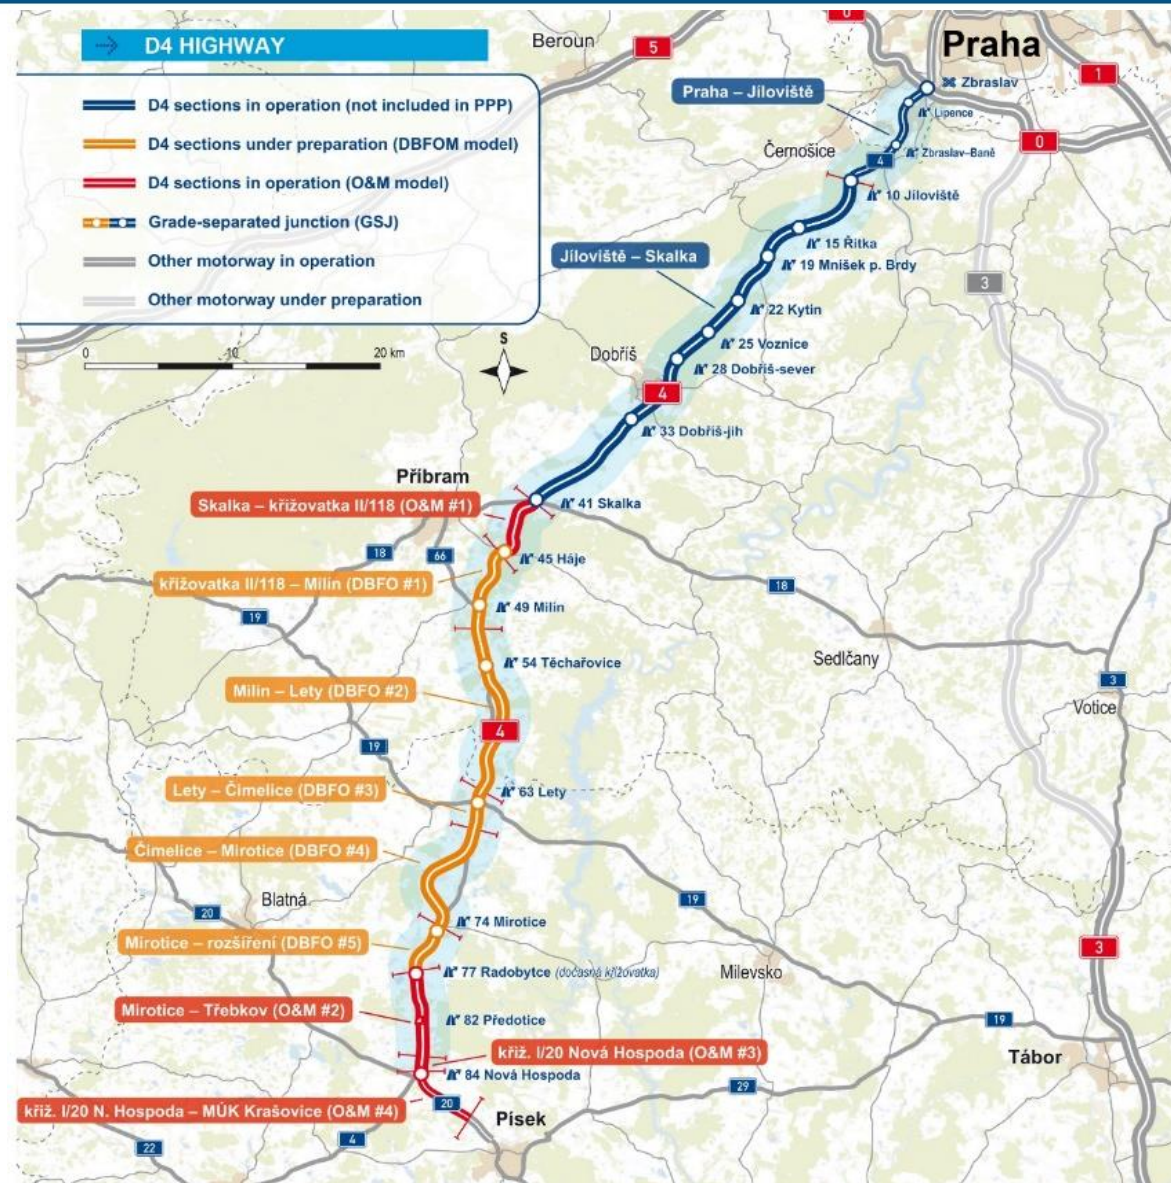 D4 HIGHWAY
D4 sections in operation (not included in PPP)
D4 sections under preparation (DBFOM model)
D4 sections in operation (O&M model)
Grade-separated junction (GSJ)
Other motorway in operation
Other motorway under preparation
0 10 20 km
S
Beroun
5
0
Praha
1
Zbraslav
Praha – Jíloviště
Lipence
0
Černošice
Zbraslav–Baně
4
10 Jíloviště
15 Řitka
Jíloviště – Skalka
19 Mníšek p. Brdy
3
22 Kytín
25 Voznice
Dobříš
28 Dobříš-sever
4
33 Dobříš-jih
Příbram
Skalka – křižovatka II/118 (O&M #1)
41 Skalka
18
66
45 Háje
křižovatka II/118 – Milín (DBFO #1)
18
19
49 Milín
Sedlčany
54 Těchařovice
3
Milín – Lety (DBFO #2)
Votice
4
19
Lety – Čimelice (DBFO #3)
63 Lety
Čimelice – Mirotice (DBFO #4)
Blatná
19
20
74 Mirotice
Mirotice – rozšíření (DBFO #5)
3
77 Radobytce (dočasná křižovatka)
Milevsko
Mirotice – Třebkov (O&M #2)
82 Předotice
19
křiž. I/20 Nová Hospoda (O&M #3)
Tábor
84 Nová Hospoda
29
křiž. I/20 N. Hospoda – MÚK Krašovice (O&M #4)
20
Písek
4
22